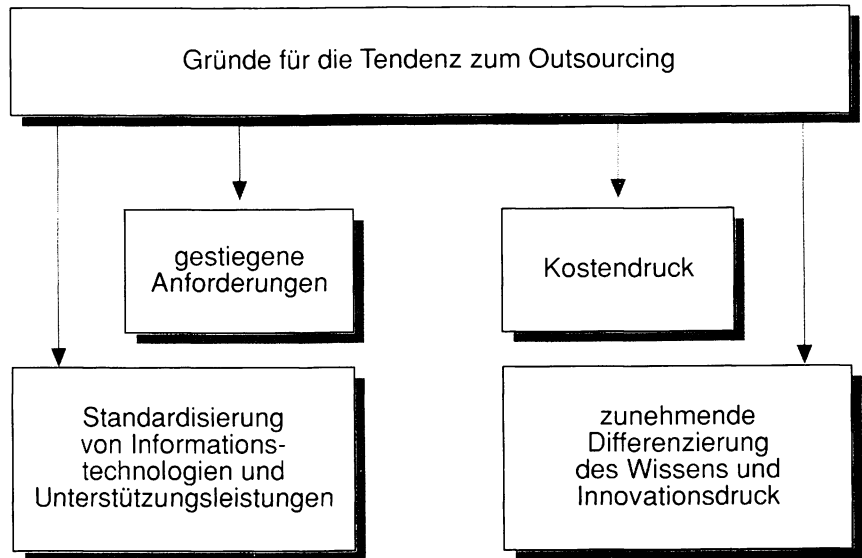 Gründe für die Tendenz zum Outsourcing
gestiegene
Anforderungen
Kostendruck
Standardisierung
von Informations-
technologien und
Unterstützungsleistungen
zunehmende
Differenzierung
des Wissens und
Innovationsdruck